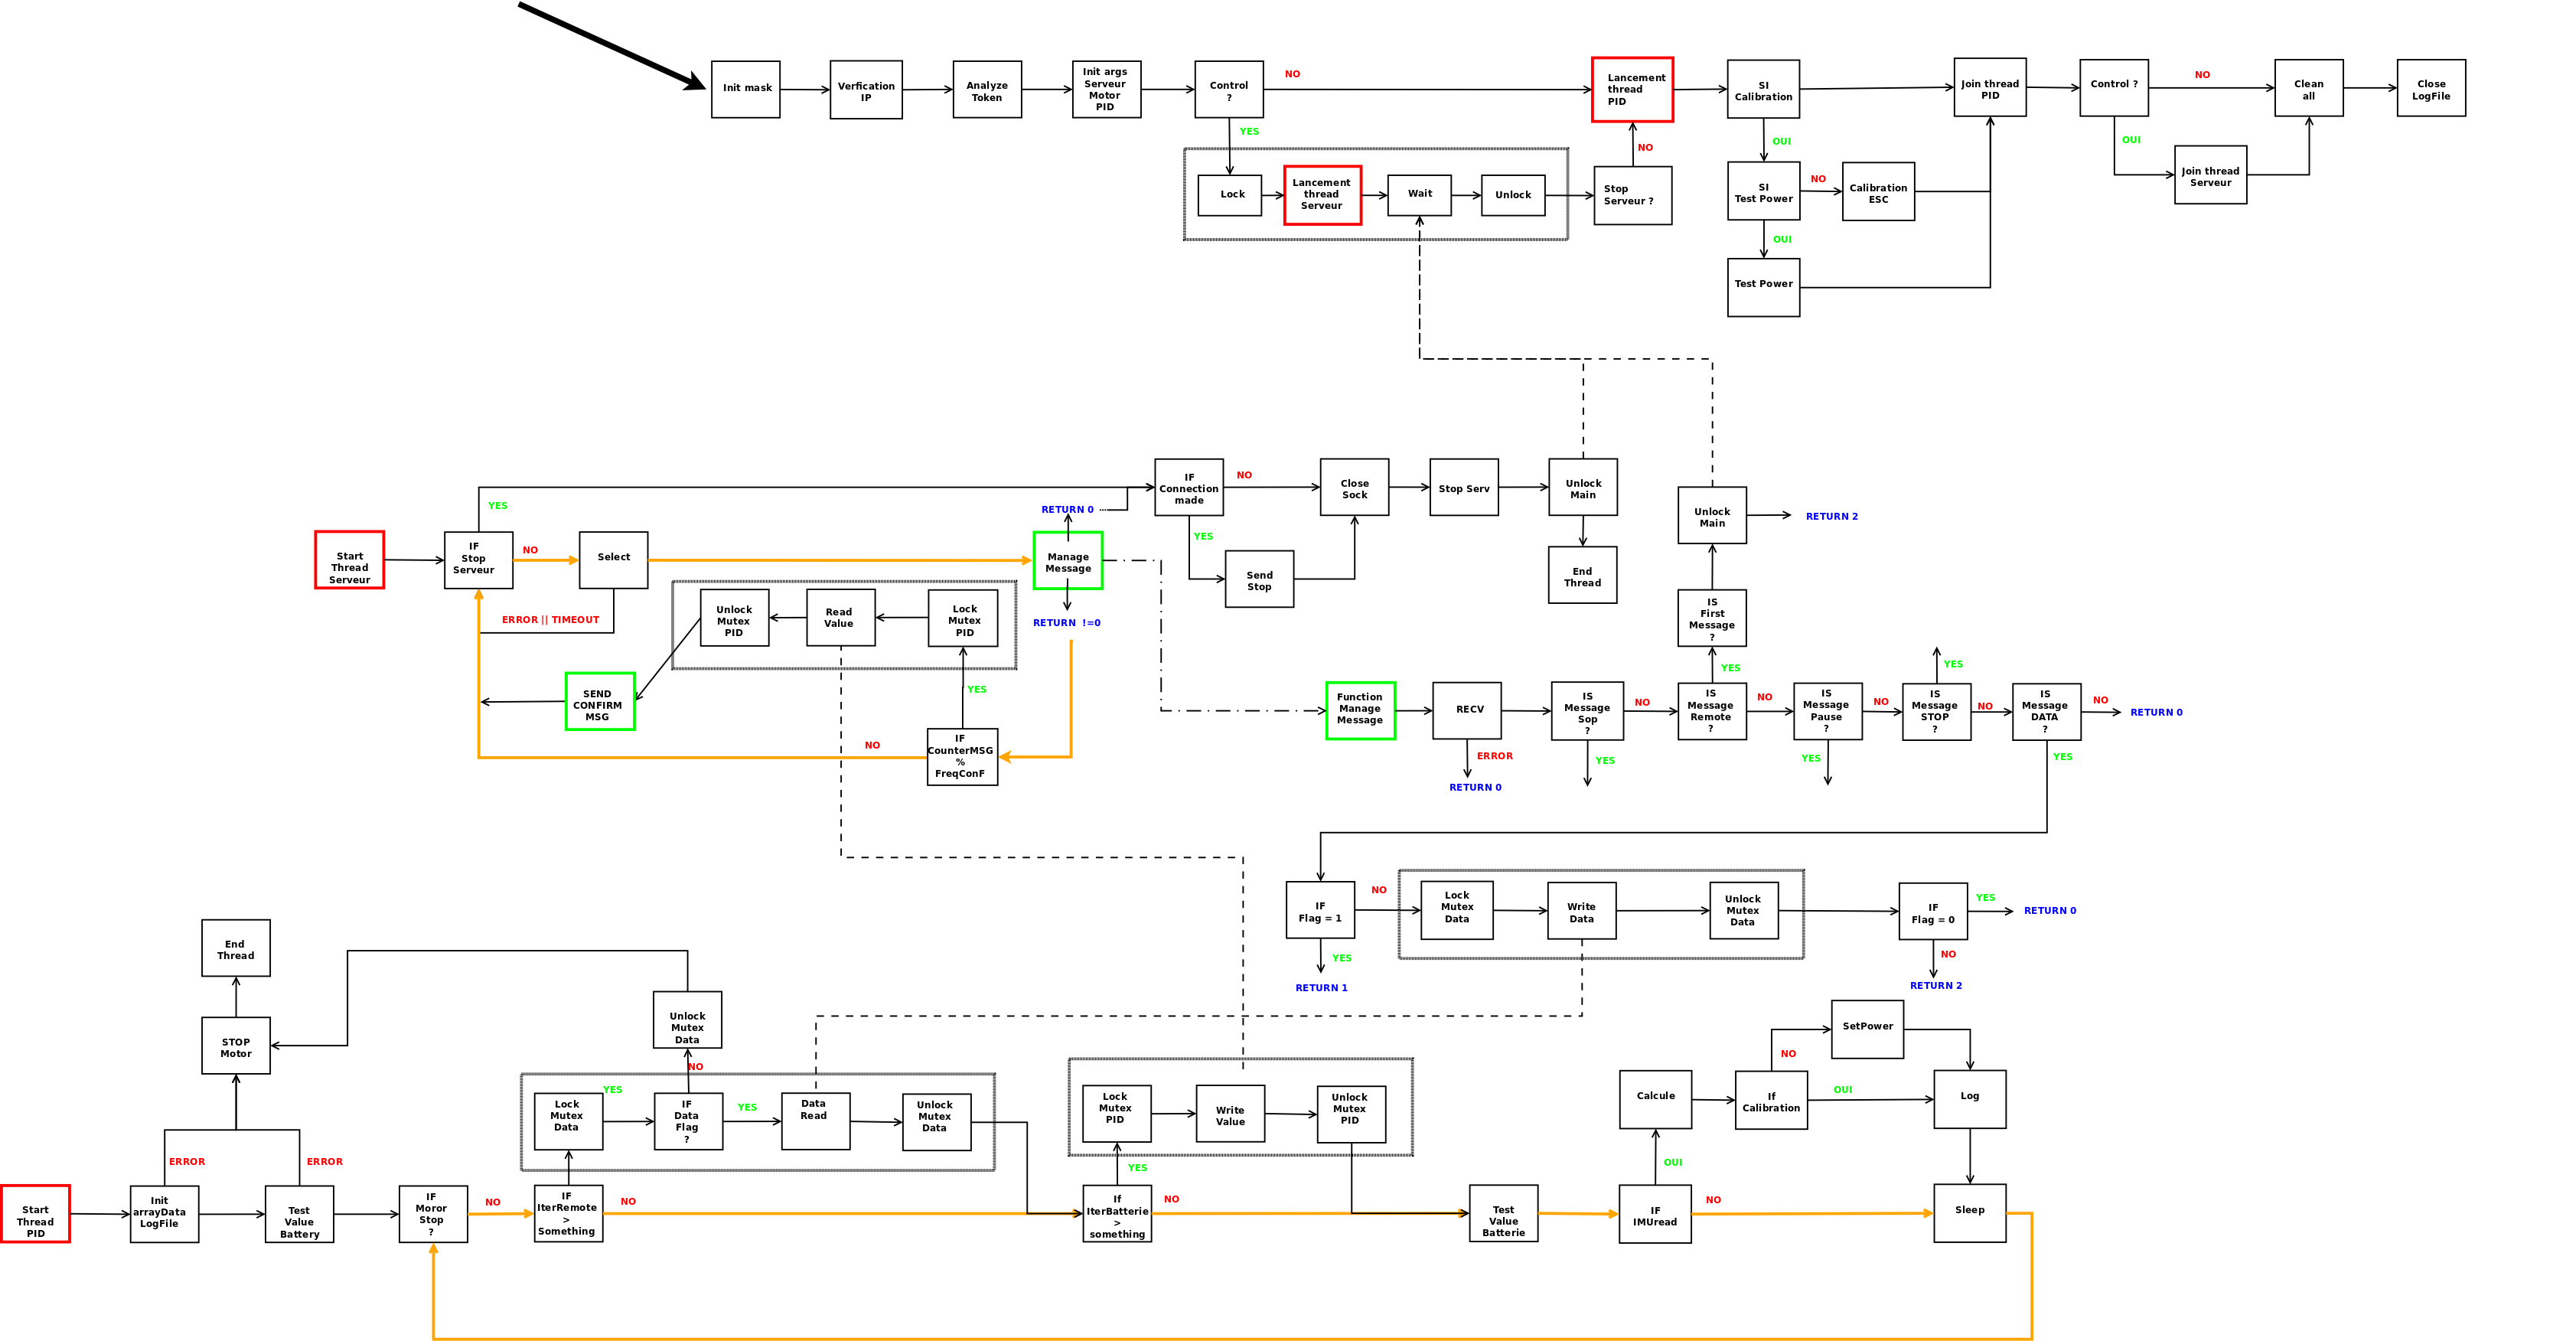 Init mask
Verfication
IP
Analyze
Token
Init args
Serveur
Motor
PID
Control
?
NO
YES
Lancement
thread
PID
SI
Calibration
Join thread
PID
Control ?
NO
Clean
all
Close
LogFile
OUI
OUI
Join thread
Serveur
Lock
Lancement
thread
Serveur
Wait
Unlock
Stop
Serveur ?
NO
SI
Test Power
NO
Calibration
ESC
OUI
Test Power
Start
Thread
Serveur
IF
Stop
Serveur
YES
NO
Select
ERROR || TIMEOUT
RETURN 0
Manage
Message
RETURN  !=0
IF
Connection
made
NO
YES
Send
Stop
Close
Sock
Stop Serv
Unlock
Main
End
Thread
Unlock
Main
RETURN 2
IS
First
Message
?
YES
Unlock
Mutex
PID
Read
Value
Lock
Mutex
PID
SEND
CONFIRM
MSG
YES
IF
CounterMSG
%
FreqConF
NO
Function
Manage
Message
RECV
ERROR
RETURN 0
IS
Message
Sop
?
NO
YES
IS
Message
Remote
?
NO
IS
Message
Pause
?
YES
NO
IS
Message
STOP
?
YES
NO
IS
Message
DATA
?
NO
RETURN 0
YES
IF
Flag = 1
NO
YES
RETURN 1
Lock
Mutex
Data
Write
Data
Unlock
Mutex
Data
IF
Flag = 0
YES
RETURN 0
NO
RETURN 2
End
Thread
STOP
Motor
ERROR
ERROR
Unlock
Mutex
Data
NO
YES
Lock
Mutex
Data
IF
Data
Flag
?
YES
Data
Read
Unlock
Mutex
Data
Lock
Mutex
PID
Write
Value
Unlock
Mutex
PID
YES
Calcule
If
Calibration
NO
SetPower
OUI
Log
OUI
Start
Thread
PID
Init
arrayData
LogFile
Test
Value
Battery
IF
Moror
Stop
?
NO
IF
IterRemote
>
Something
NO
If
IterBatterie
>
something
NO
Test
Value
Batterie
IF
IMUread
NO
Sleep